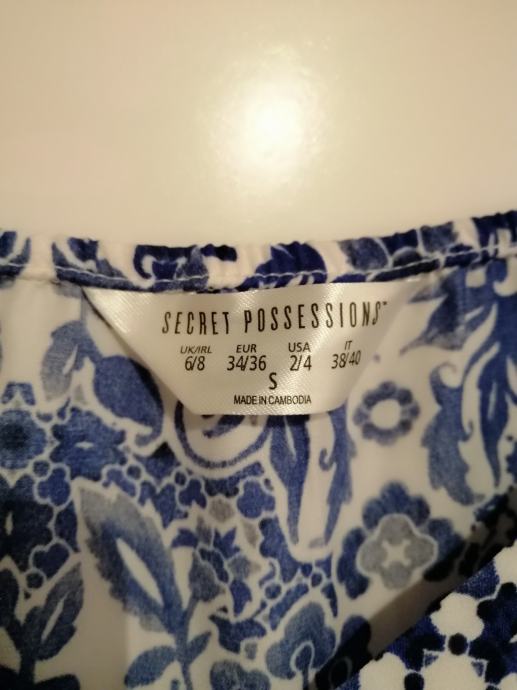 SECRET POSSESSIONS™
UK/IRL EUR USA IT
6/8 34/36 2/4 38/40
S
MADE IN CAMBODIA